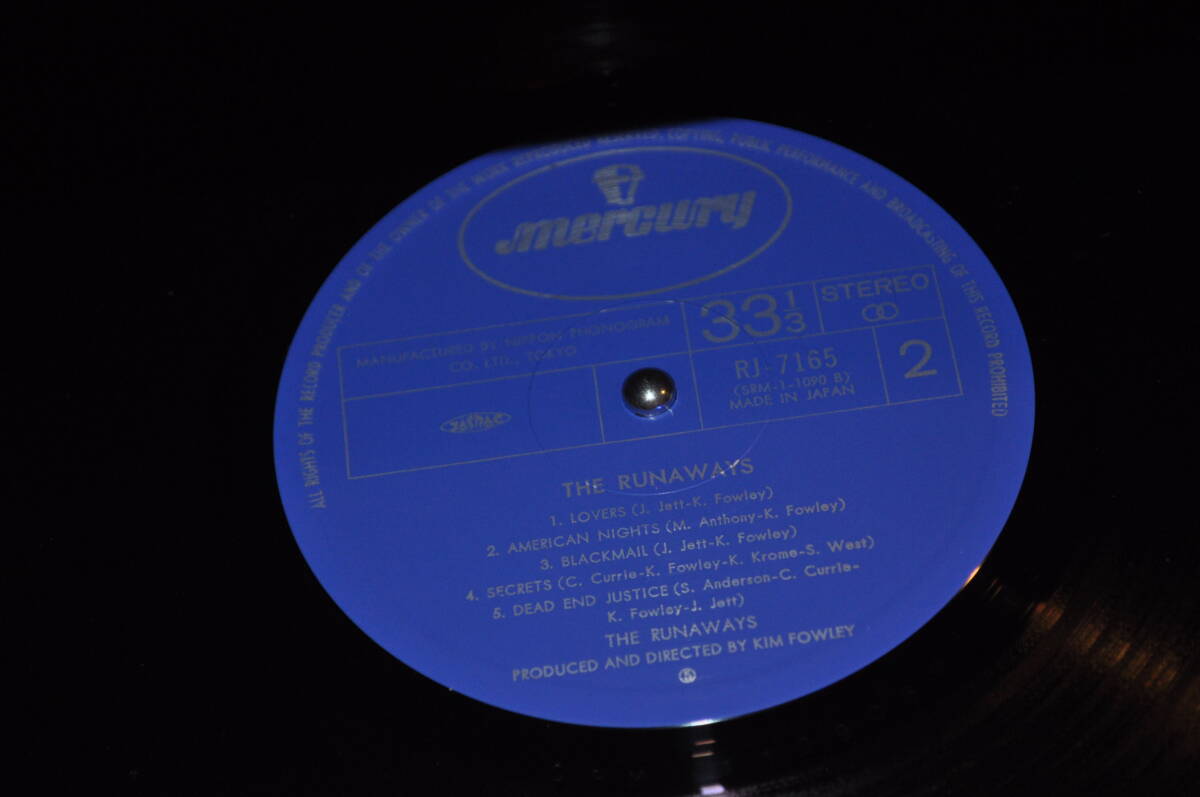 ALL RIGHTS OF THE RECORD PRODUCER AND OF THE OWNER OF THE WORK REPRODUCED RESERVED. COPYING, PUBLIC PERFORMANCE AND BROADCASTING OF THIS RECORD PROHIBITED
mercury
MANUFACTURED BY NIPPON PHONOGRAM
CO., LTD., TOKYO
33 1/3
STEREO
RJ-7165
(SRM-1-1090 B)
MADE IN JAPAN
2
JASRAC
THE RUNAWAYS
1. LOVERS (J. Jett-K. Fowley)
2. AMERICAN NIGHTS (M. Anthony-K. Fowley)
3. BLACKMAIL (J. Jett-K. Fowley)
4. SECRETS (C. Currie-K. Fowley-K. Krome-S. West)
5. DEAD END JUSTICE (S. Anderson-C. Currie-
K. Fowley-J. Jett)
THE RUNAWAYS
PRODUCED AND DIRECTED BY KIM FOWLEY